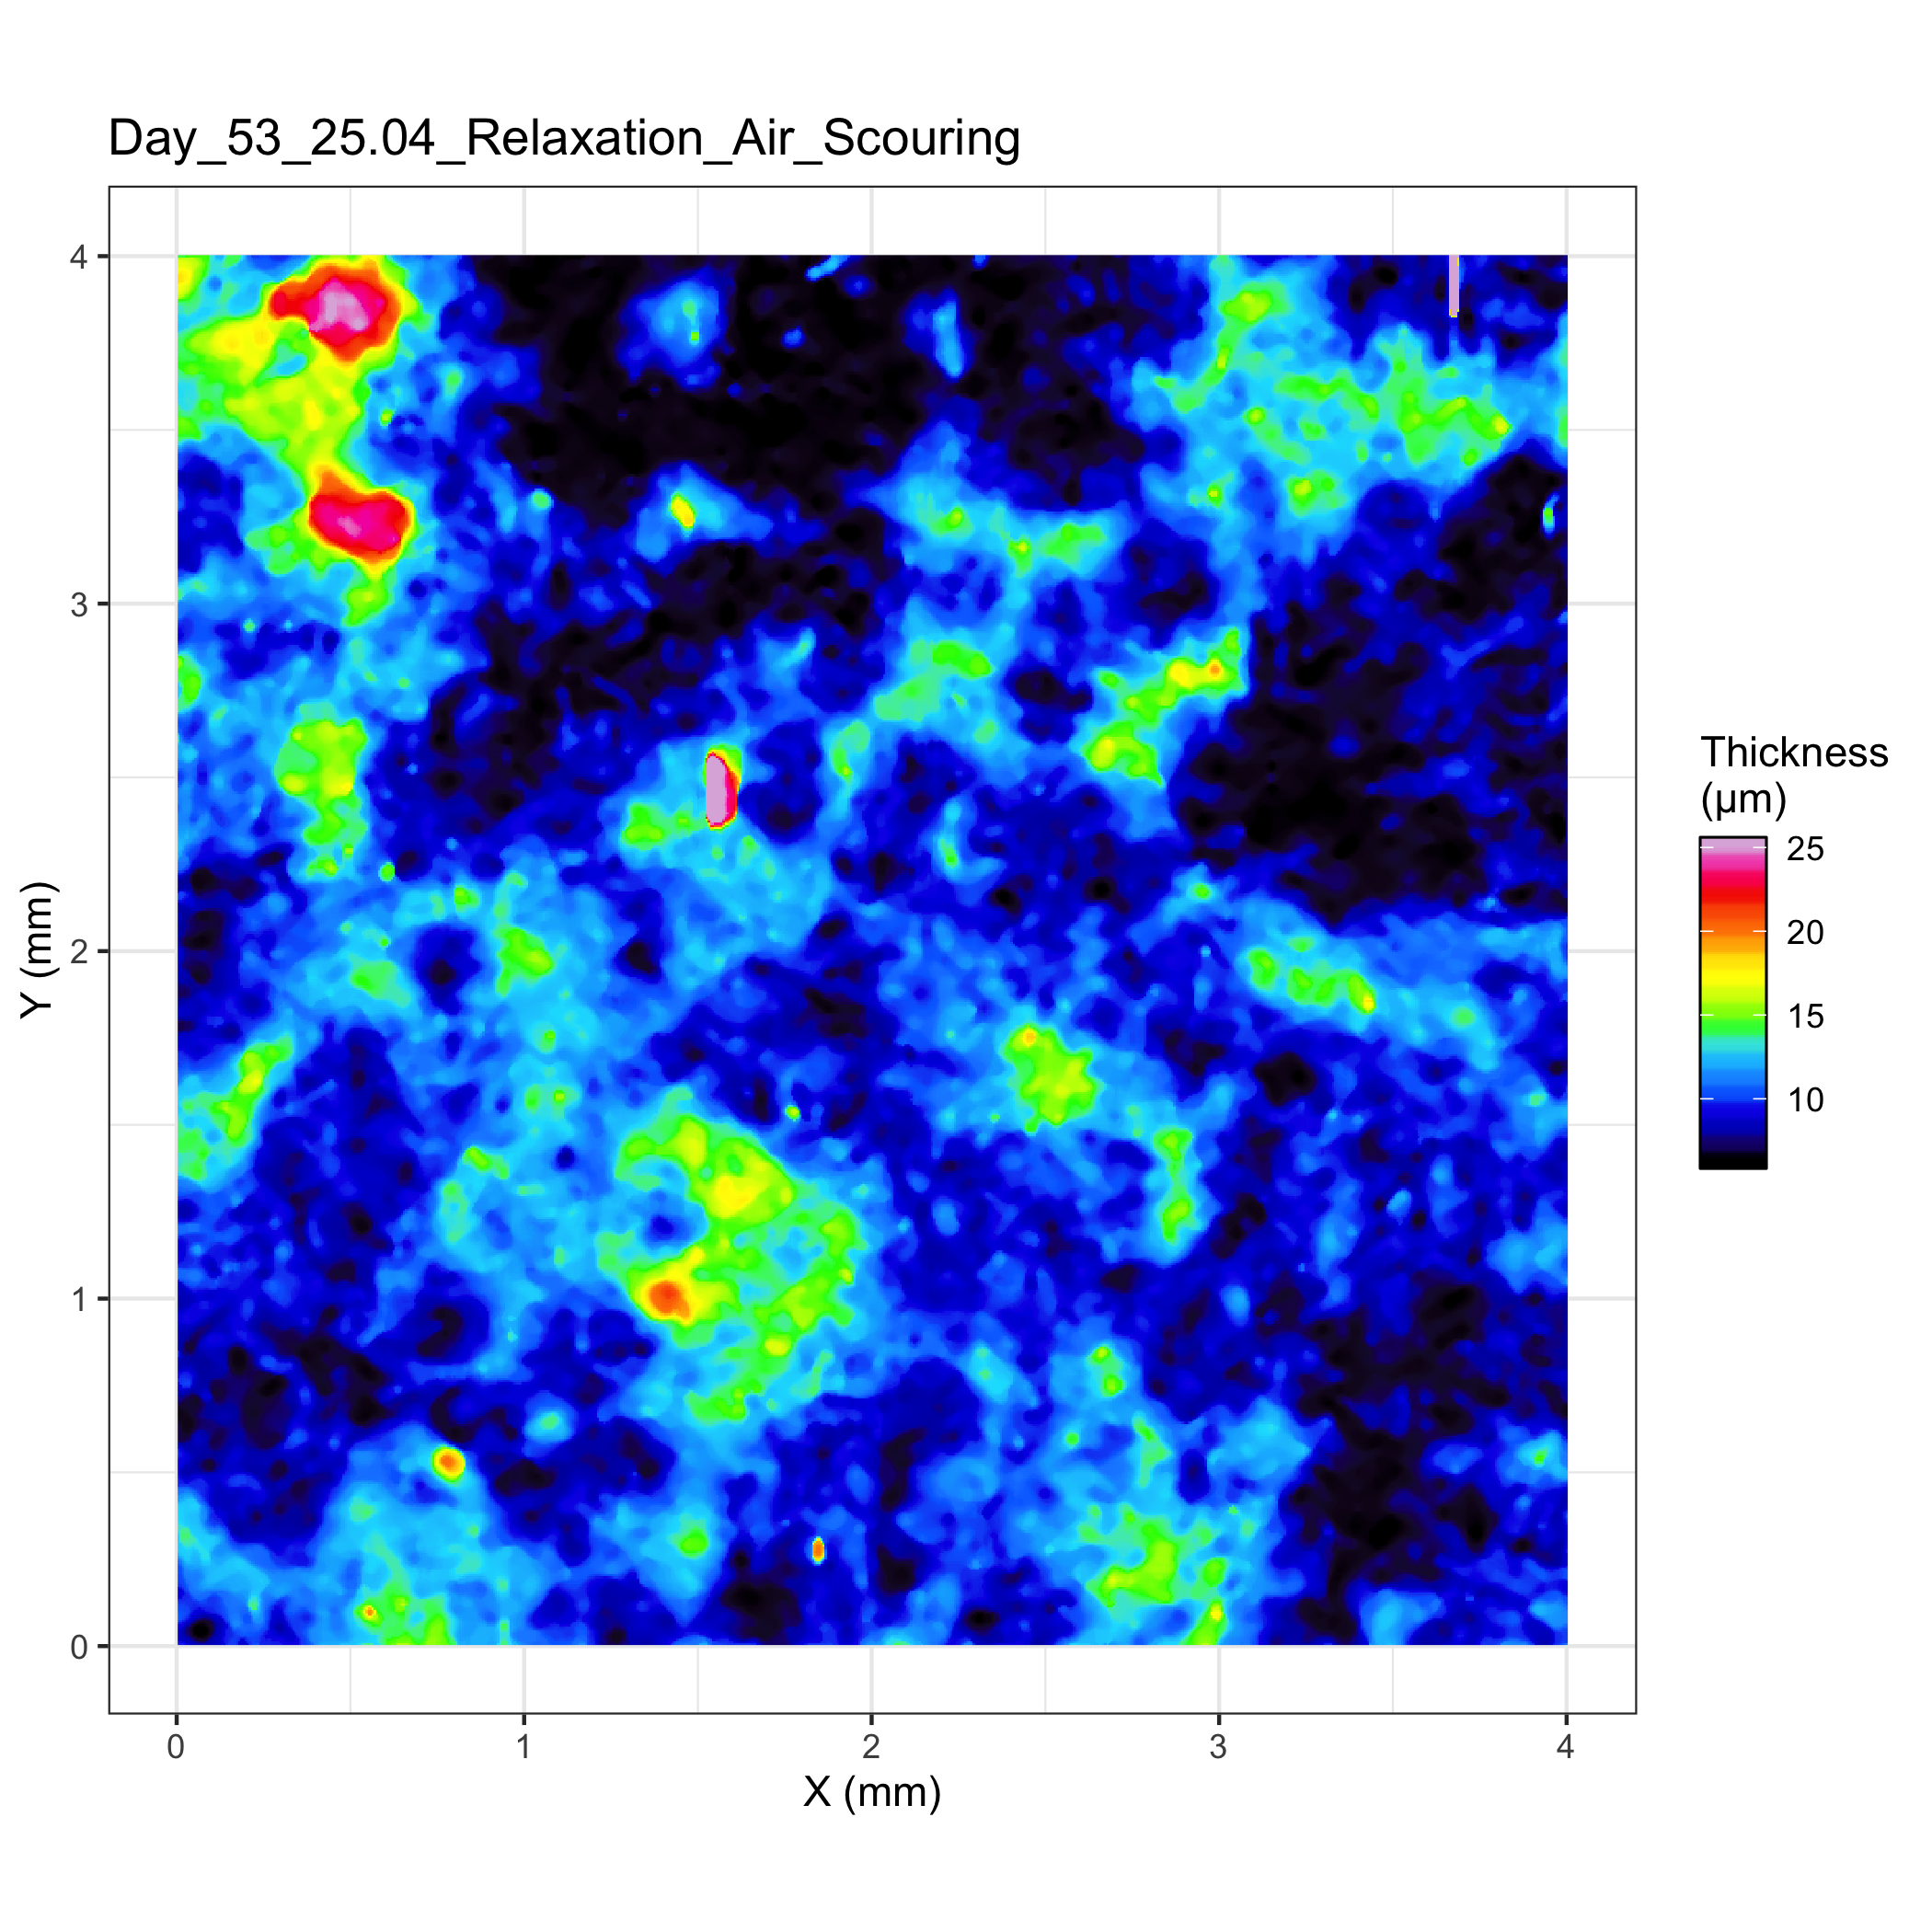 Day_53_25.04_Relaxation_Air_Scouring
4
3
2
1
0
Y (mm)
0 1 2 3 4
X (mm)
Thickness
(μm)
25
20
15
10